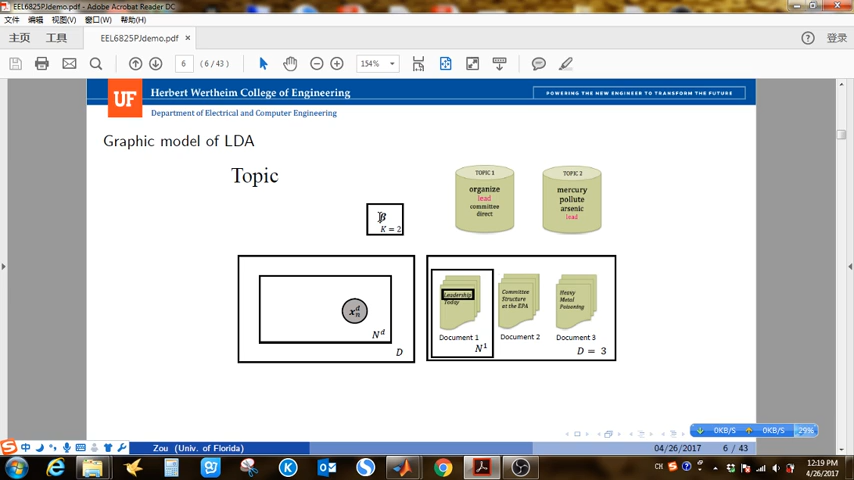 EEL6825PJdemo.pdf - Adobe Acrobat Reader DC
文件 编辑 视图(V) 窗口(W) 帮助(H)
主页 工具 EEL6825PJdemo.pdf × 登录
6 (6 / 43) 154%
UF
Herbert Wertheim College of Engineering
POWERING THE NEW ENGINEER TO TRANSFORM THE FUTURE
Department of Electrical and Computer Engineering
Graphic model of LDA
Topic
β
K = 2
TOPIC 1
organize
lead
committee
direct
TOPIC 2
mercury
pollute
arsenic
lead
x_n^d
N^d
D
Leadership
Today
Document 1
N^1
Committee
Structure
at the EPA
Document 2
Heavy
Metal
Poisoning
Document 3
D = 3
0KB/S 0KB/S 29%
中
Zou (Univ. of Florida) 04/26/2017 6 / 43
CH
12:19 PM
4/26/2017